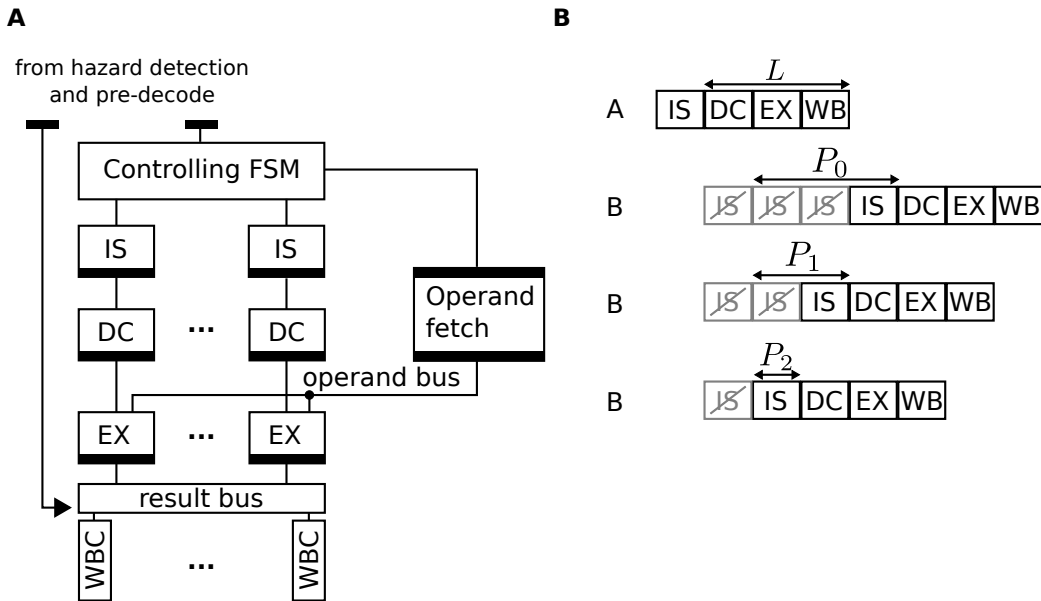 A
from hazard detection
and pre-decode
Controlling FSM
IS
IS
DC
...
DC
Operand
fetch
operand bus
EX
...
EX
result bus
WBC
...
WBC
B
L
A
IS DC EX WB
P0
B
IS IS IS IS DC EX WB
P1
B
IS IS IS DC EX WB
P2
B
IS IS DC EX WB